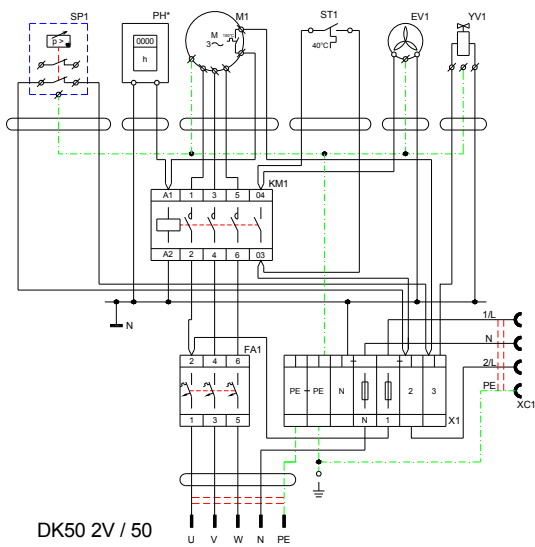 SP1 PH* M1 ST1 EV1 YV1
p >
0000
h
M 150°C
3~
40°C
A1 1 3 5 04
KM1
A2 2 4 6 03
N
1/L
N
2/L
PE
XC1
2 4 6
FA1
PE PE N 2 3
1 3 5
N 1
X1
DK50 2V / 50
U V W N PE